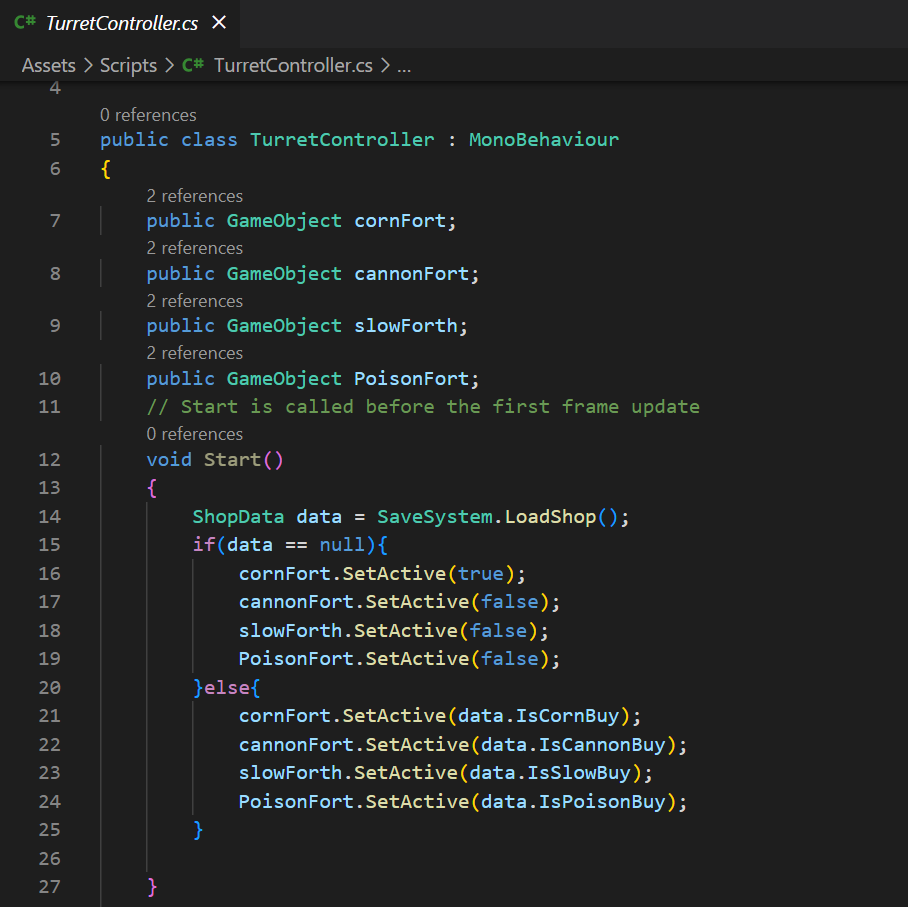 C# TurretController.cs ×
Assets > Scripts > C# TurretController.cs > ...
4
0 references
5 public class TurretController : MonoBehaviour
6 {
2 references
7 public GameObject cornFort;
2 references
8 public GameObject cannonFort;
2 references
9 public GameObject slowForth;
2 references
10 public GameObject PoisonFort;
11 // Start is called before the first frame update
0 references
12 void Start()
13 {
14 ShopData data = SaveSystem.LoadShop();
15 if(data == null){
16 cornFort.SetActive(true);
17 cannonFort.SetActive(false);
18 slowForth.SetActive(false);
19 PoisonFort.SetActive(false);
20 }else{
21 cornFort.SetActive(data.IsCornBuy);
22 cannonFort.SetActive(data.IsCannonBuy);
23 slowForth.SetActive(data.IsSlowBuy);
24 PoisonFort.SetActive(data.IsPoisonBuy);
25 }
26
27 }